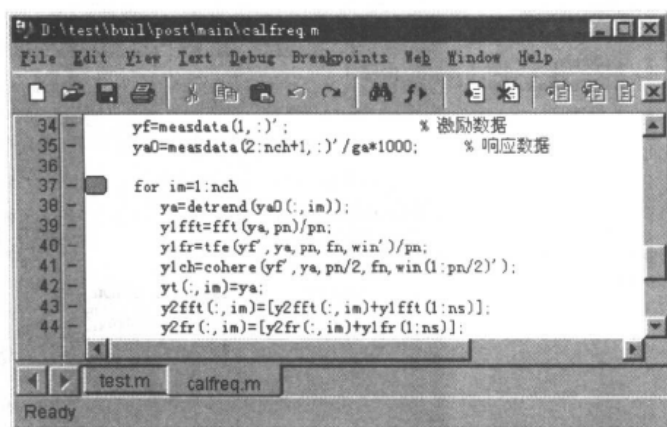 D:\test\buil\post\main\calfreq.m
File Edit View Text Debug Breakpoints Web Window Help
34 - yf=measdata(1,:)'; % 激励数据
35 - ya0=measdata(2:nch+1,:)'/ga*1000; % 响应数据
36
37 - for im=1:nch
38 - ya=detrend(ya0(:,im));
39 - y1fft=fft(ya,pn)/pn;
40 - y1fr=tfe(yf',ya,pn,fn,win')/pn;
41 - y1ch=cohere(yf',ya,pn/2,fn,win(1:pn/2)');
42 - yt(:,im)=ya;
43 - y2fft(:,im)=[y2fft(:,im)+y1fft(1:ns)];
44 - y2fr(:,im)=[y2fr(:,im)+y1fr(1:ns)];
test.m calfreq.m
Ready